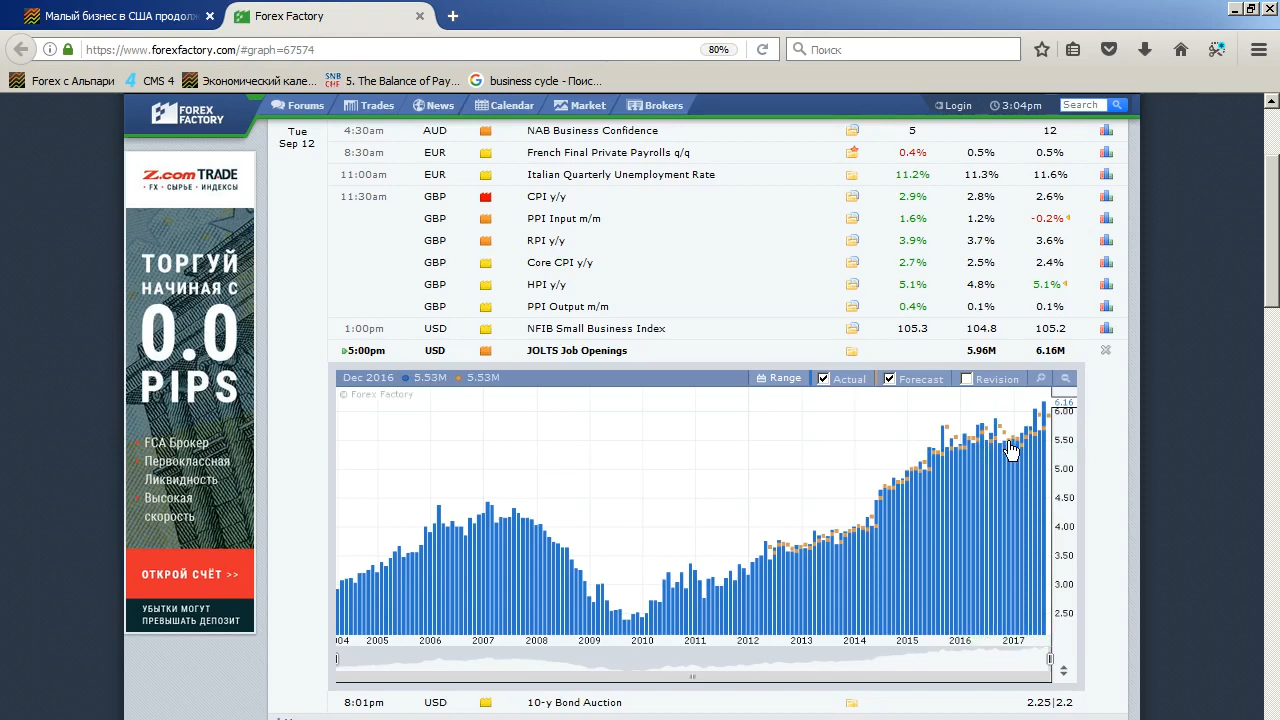 Малый бизнес в США продолж
Forex Factory
https://www.forexfactory.com/#graph=67574
80%
Поиск
Forex с Альпари
CMS 4
Экономический кале...
SNB
5. The Balance of Pay...
business cycle - Поис...
FOREX
FACTORY
Forums
Trades
News
Calendar
Market
Brokers
Login
3:04pm
Search
Tue
Sep 12
4:30am AUD NAB Business Confidence 5 12
8:30am EUR French Final Private Payrolls q/q 0.4% 0.5% 0.5%
11:00am EUR Italian Quarterly Unemployment Rate 11.2% 11.3% 11.6%
11:30am GBP CPI y/y 2.9% 2.8% 2.6%
GBP PPI Input m/m 1.6% 1.2% -0.2%
GBP RPI y/y 3.9% 3.7% 3.6%
GBP Core CPI y/y 2.7% 2.5% 2.4%
GBP HPI y/y 5.1% 4.8% 5.1%
GBP PPI Output m/m 0.4% 0.1% 0.1%
1:00pm USD NFIB Small Business Index 105.3 104.8 105.2
5:00pm USD JOLTS Job Openings 5.96M 6.16M
Dec 2016 5.53M 5.53M
Range
Actual
Forecast
Revision
© Forex Factory
6.16
6.00
5.50
5.00
4.50
4.00
3.50
3.00
2.50
04 2005 2006 2007 2008 2009 2010 2011 2012 2013 2014 2015 2016 2017
8:01pm USD 10-y Bond Auction 2.25|2.2
Z.com TRADE
• FX • СЫРЬЕ • ИНДЕКСЫ
ТОРГУЙ
НАЧИНАЯ С
0.0
PIPS
FCA Брокер
Первоклассная
Ликвидность
Высокая
скорость
ОТКРОЙ СЧЁТ >>
УБЫТКИ МОГУТ
ПРЕВЫШАТЬ ДЕПОЗИТ